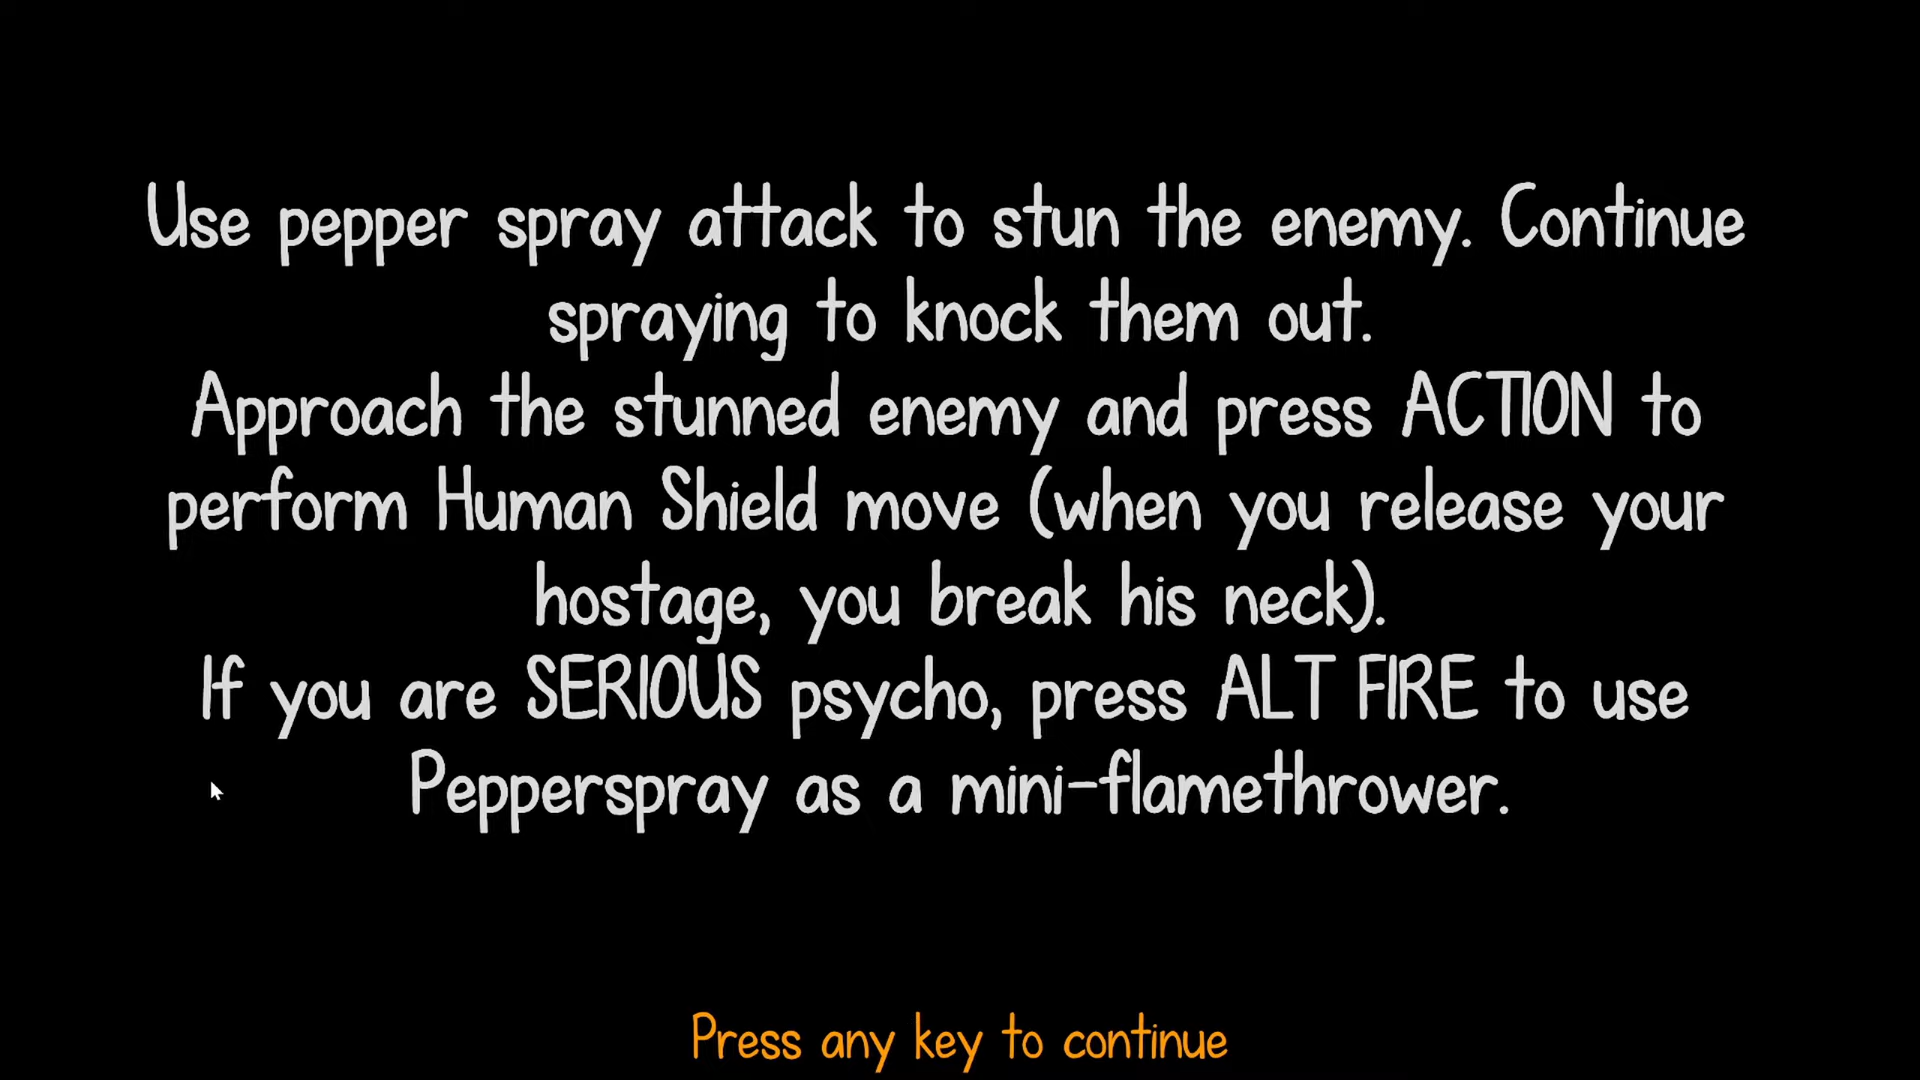 Use pepper spray attack to stun the enemy. Continue
spraying to knock them out.
Approach the stunned enemy and press ACTION to
perform Human Shield move (when you release your
hostage, you break his neck).
If you are SERIOUS psycho, press ALT FIRE to use
Pepperspray as a mini-flamethrower.
Press any key to continue